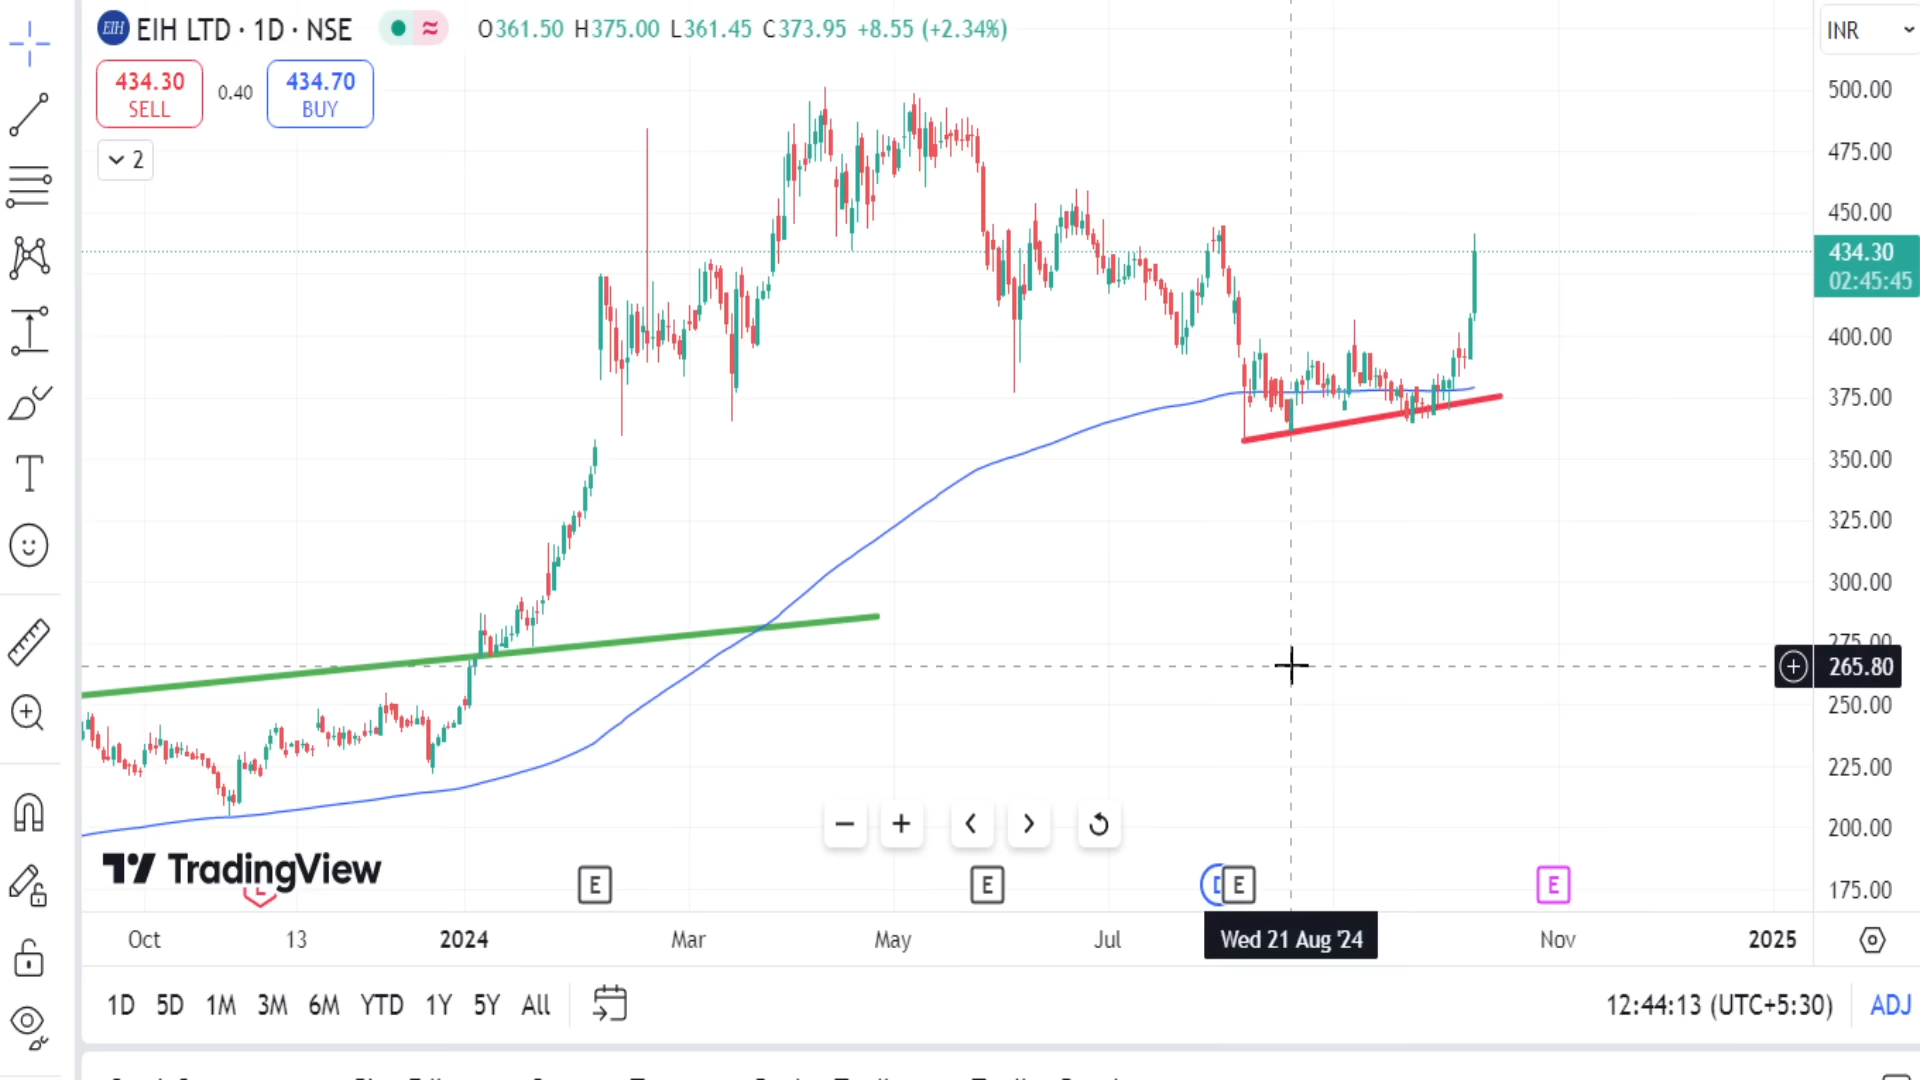 EIH EIH LTD · 1D · NSE O361.50 H375.00 L361.45 C373.95 +8.55 (+2.34%) INR
434.30 SELL 0.40 434.70 BUY
2
500.00
475.00
450.00
434.30
02:45:45
400.00
375.00
350.00
325.00
300.00
275.00
265.80
250.00
225.00
200.00
175.00
TradingView
E E D E E
Oct 13 2024 Mar May Jul Wed 21 Aug '24 Nov 2025
1D 5D 1M 3M 6M YTD 1Y 5Y All 12:44:13 (UTC+5:30) ADJ